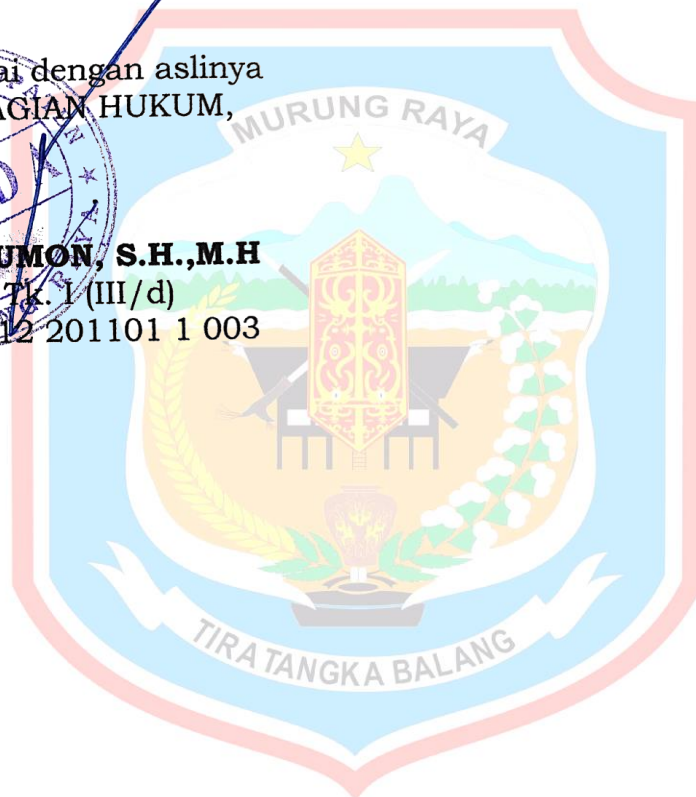 ai dengan aslinya
AGIAN HUKUM,
UMON, S.H.,M.H
Tk. I (III/d)
12 201101 1 003
MURUNG RAYA
TIRA TANGKA BALANG